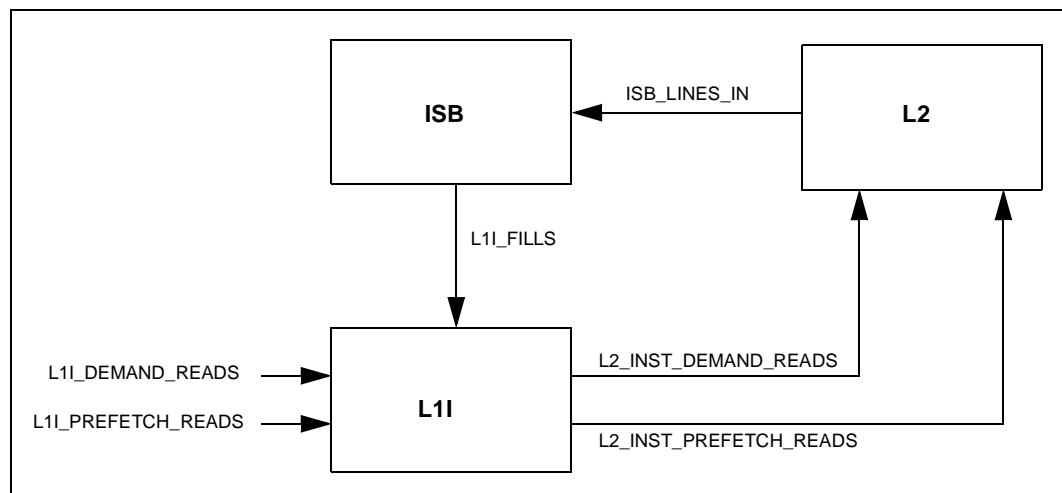 ISB_LINES_IN
ISB
L2
L1I_FILLS
L1I_DEMAND_READS
L2_INST_DEMAND_READS
L1I
L1I_PREFETCH_READS
L2_INST_PREFETCH_READS